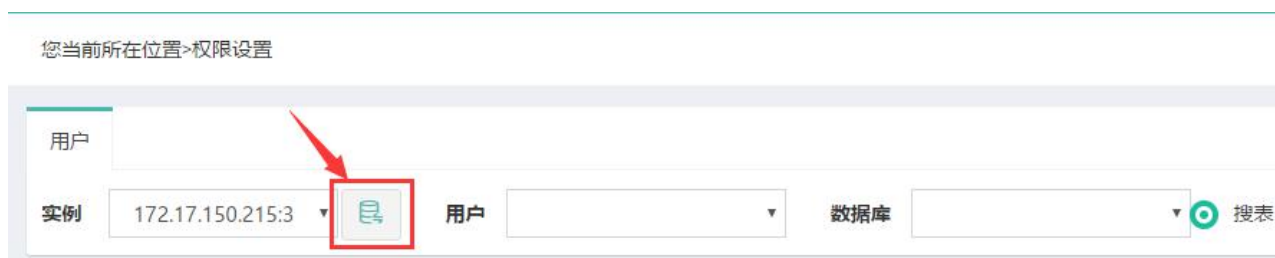 您当前所在位置>权限设置
用户
实例 172.17.150.215:3 用户 数据库 搜表